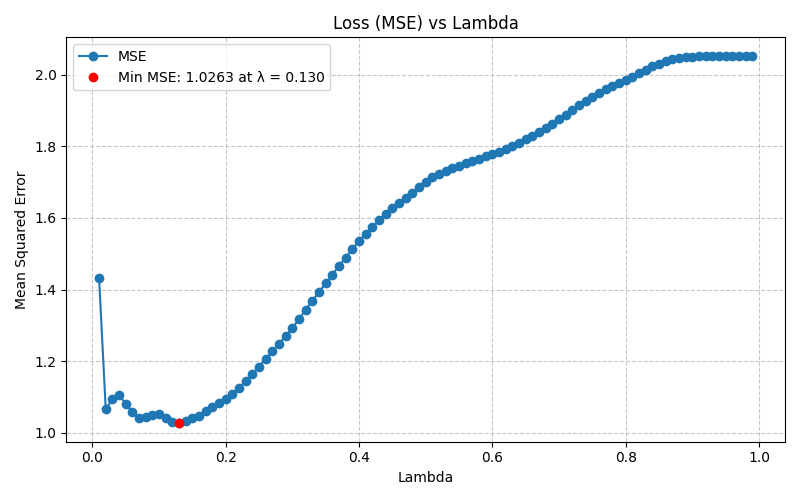 Loss (MSE) vs Lambda
MSE
Min MSE: 1.0263 at λ = 0.130
Mean Squared Error
2.0
1.8
1.6
1.4
1.2
1.0
0.0 0.2 0.4 0.6 0.8 1.0
Lambda